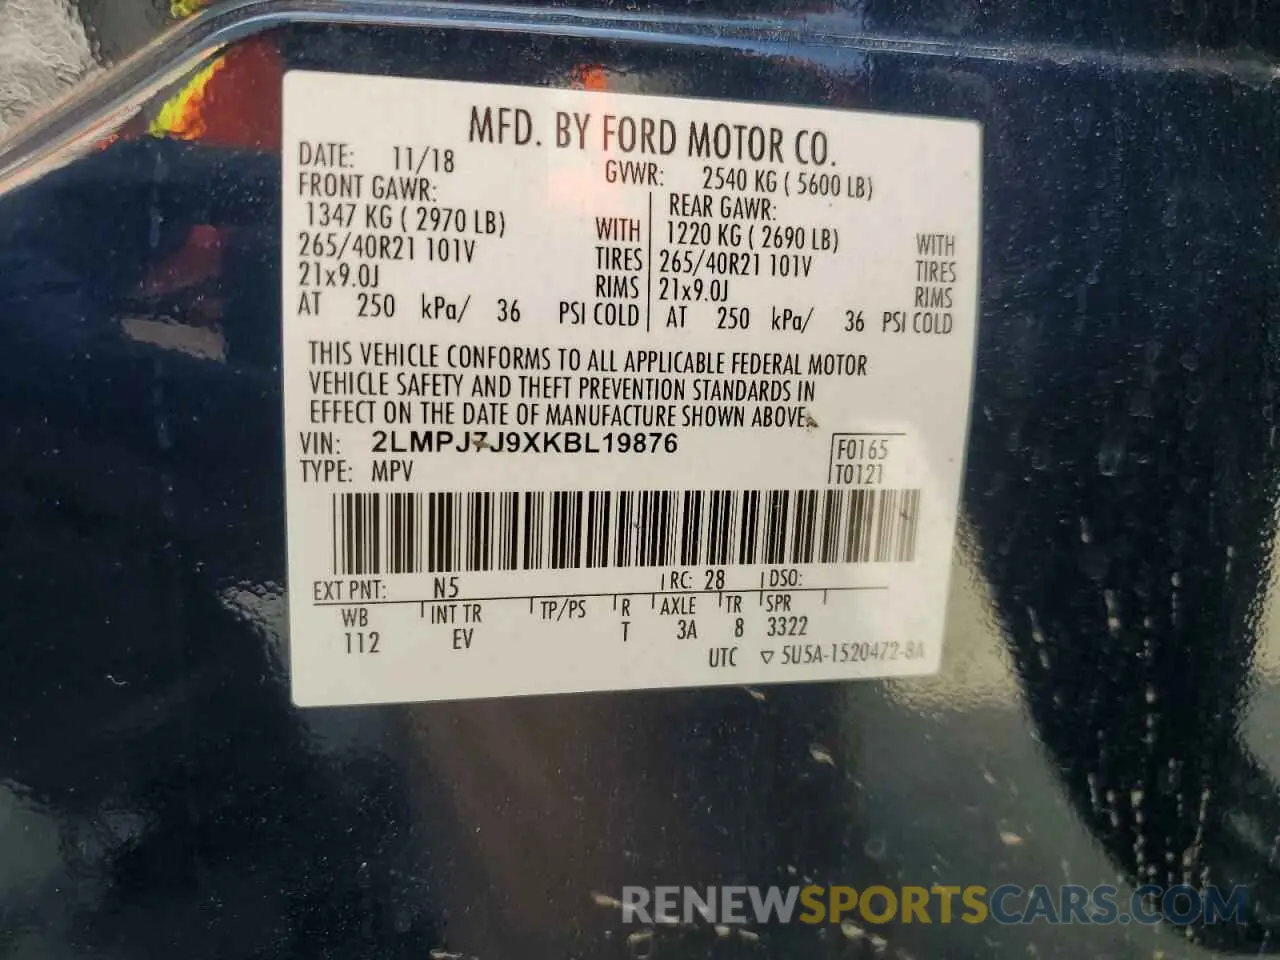 MFD. BY FORD MOTOR CO.
DATE: 11/18 GVWR: 2540 KG ( 5600 LB)
FRONT GAWR: REAR GAWR:
1347 KG ( 2970 LB) WITH 1220 KG ( 2690 LB) WITH
265/40R21 101V TIRES 265/40R21 101V TIRES
21x9.0J RIMS 21x9.0J RIMS
AT 250 kPa/ 36 PSI COLD AT 250 kPa/ 36 PSI COLD
THIS VEHICLE CONFORMS TO ALL APPLICABLE FEDERAL MOTOR
VEHICLE SAFETY AND THEFT PREVENTION STANDARDS IN
EFFECT ON THE DATE OF MANUFACTURE SHOWN ABOVE.
VIN: 2LMPJ7J9XKBL19876 F0165
TYPE: MPV T0121
EXT PNT: N5 RC: 28 DSO:
WB INT TR TP/PS R AXLE TR SPR
112 EV T 3A 8 3322
UTC ▽ 5U5A-1520472-8A
RENEWSPORTSCARS.COM